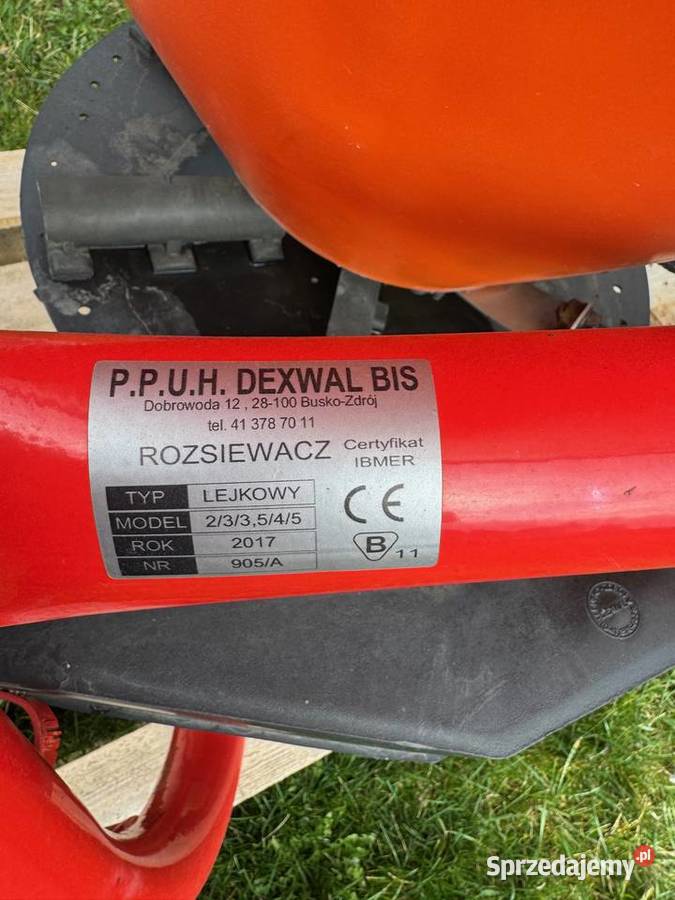 P.P.U.H. DEXWAL BIS
Dobrowoda 12 , 28-100 Busko-Zdrój
tel. 41 378 70 11
ROZSIEWACZ Certyfikat IBMER
TYP LEJKOWY
MODEL 2/3/3,5/4/5
ROK 2017
NR 905/A
CE
B 11
Sprzedajemy.pl